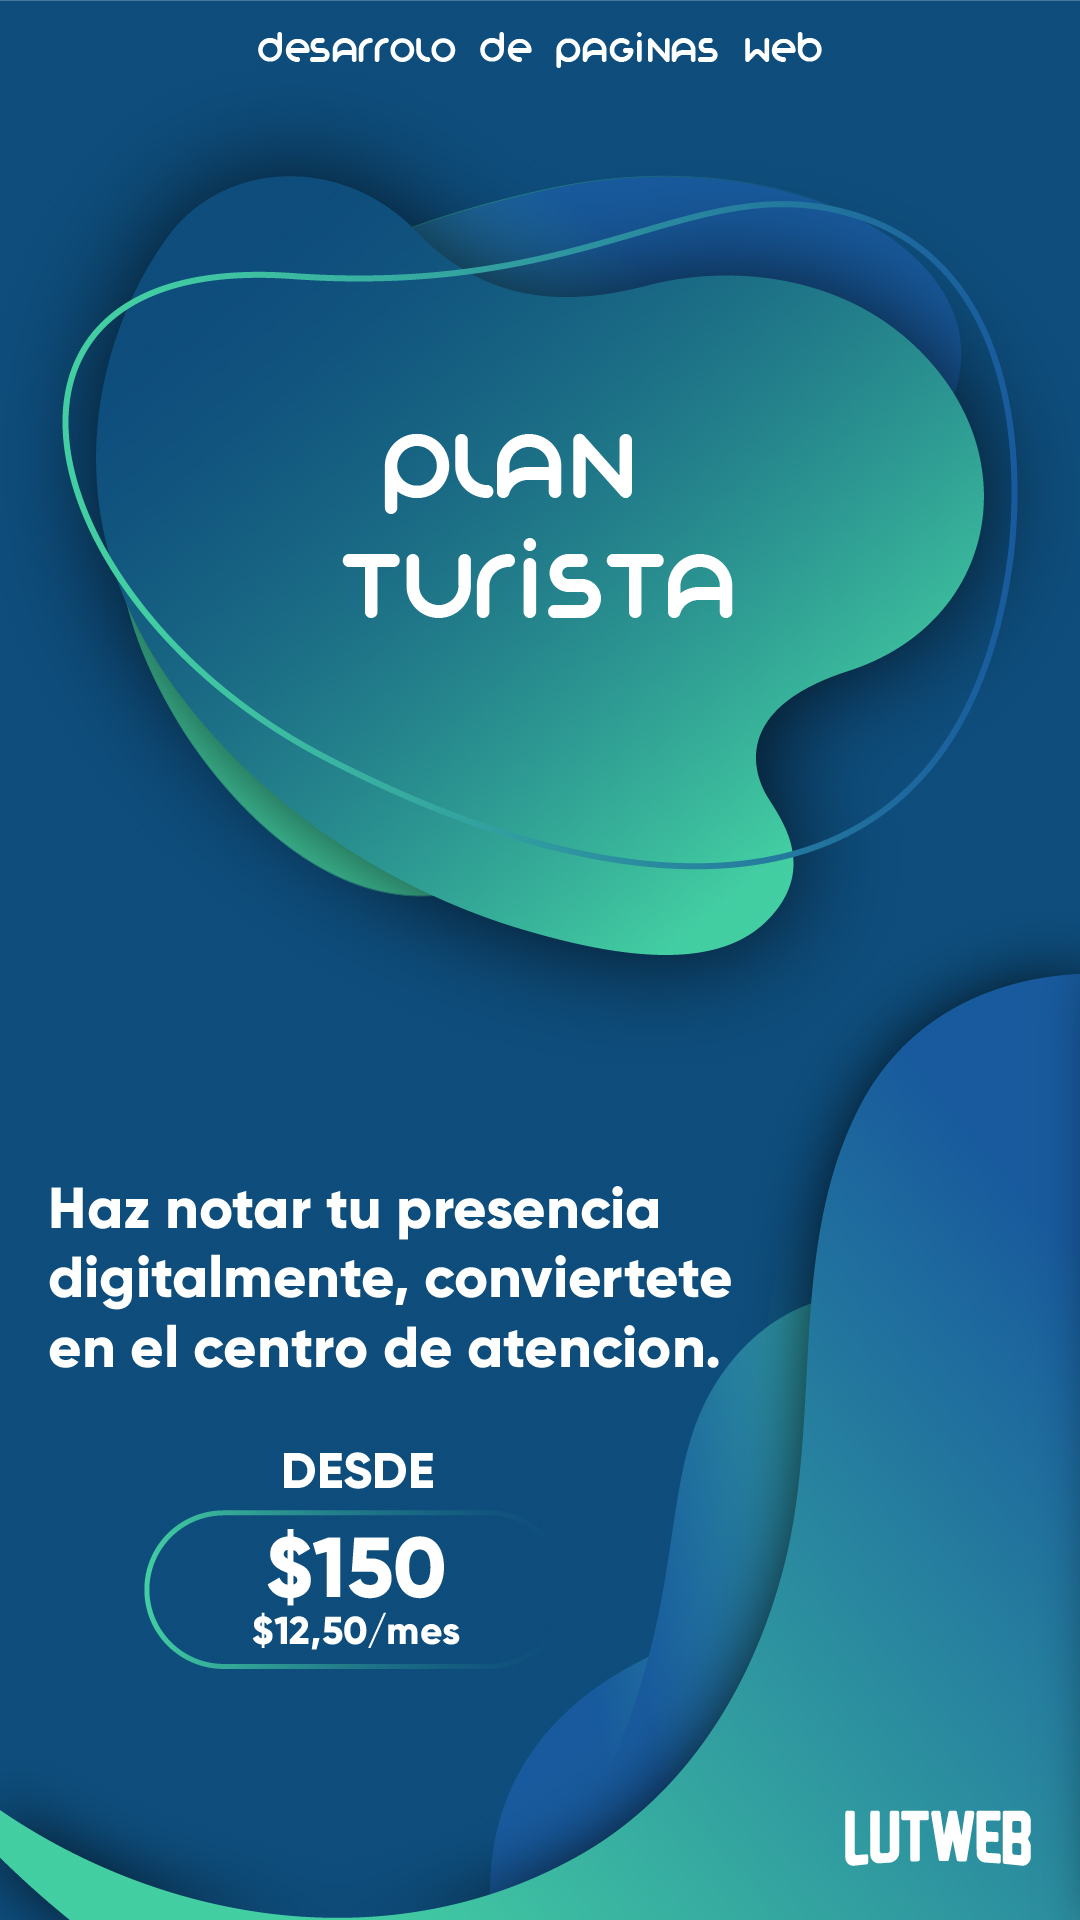 desarrolo de PAGINAS web
PLAN
TURISTA
Haz notar tu presencia
digitalmente, conviertete
en el centro de atencion.
DESDE
$150
$12,50/mes
LUTWEB